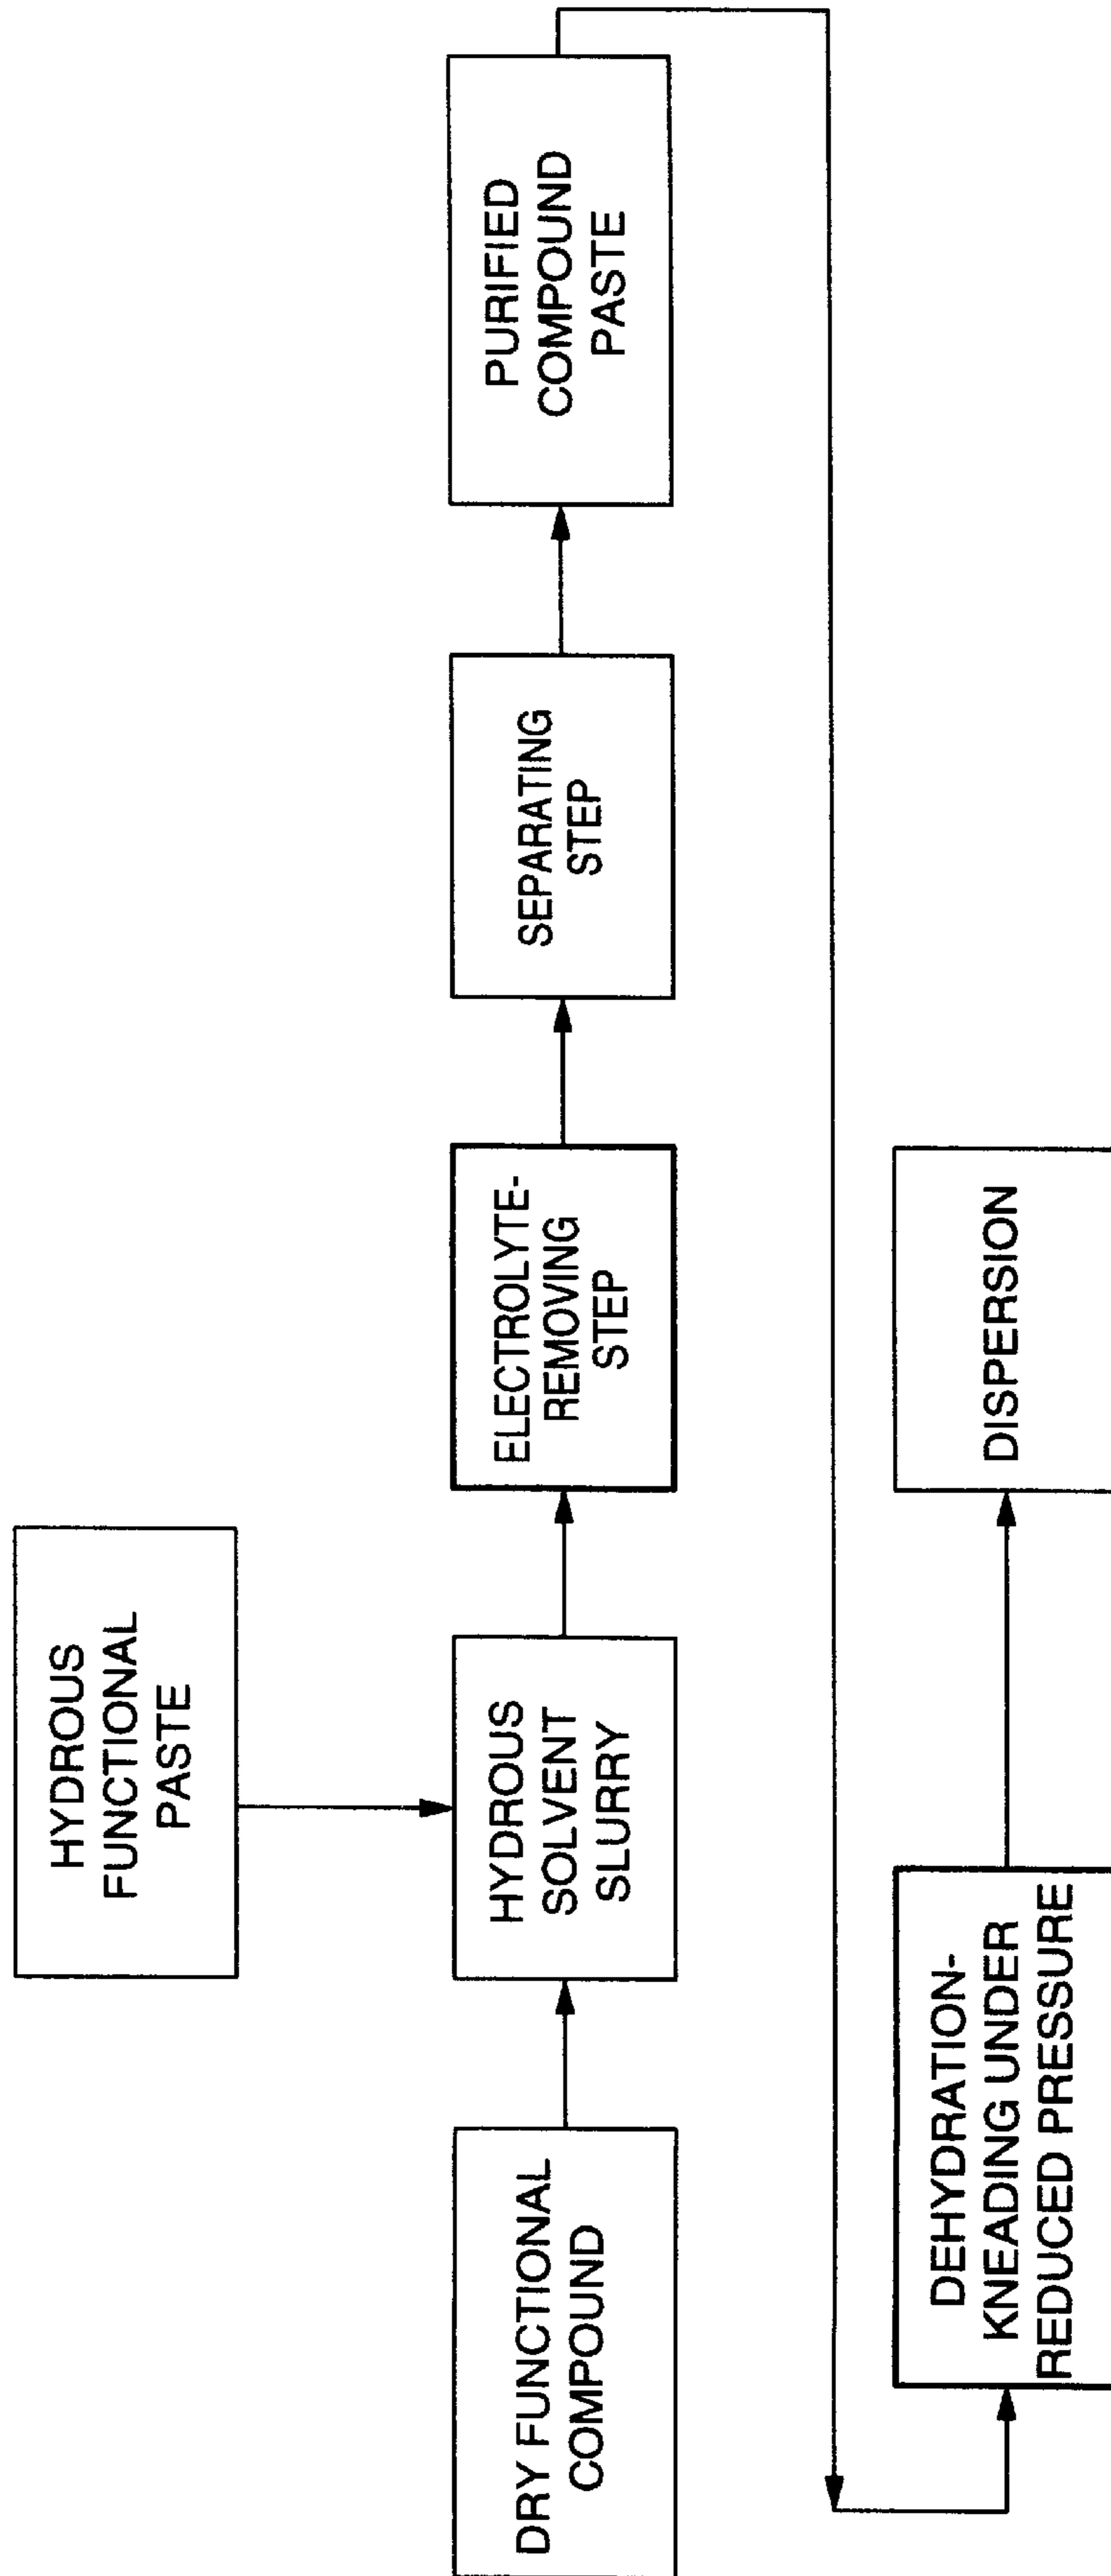 HYDROUS
FUNCTIONAL
PASTE
DRY FUNCTIONAL
COMPOUND
HYDROUS
SOLVENT
SLURRY
ELECTROLYTE-
REMOVING
STEP
SEPARATING
STEP
PURIFIED
COMPOUND
PASTE
DEHYDRATION-
KNEADING UNDER
REDUCED PRESSURE
DISPERSION